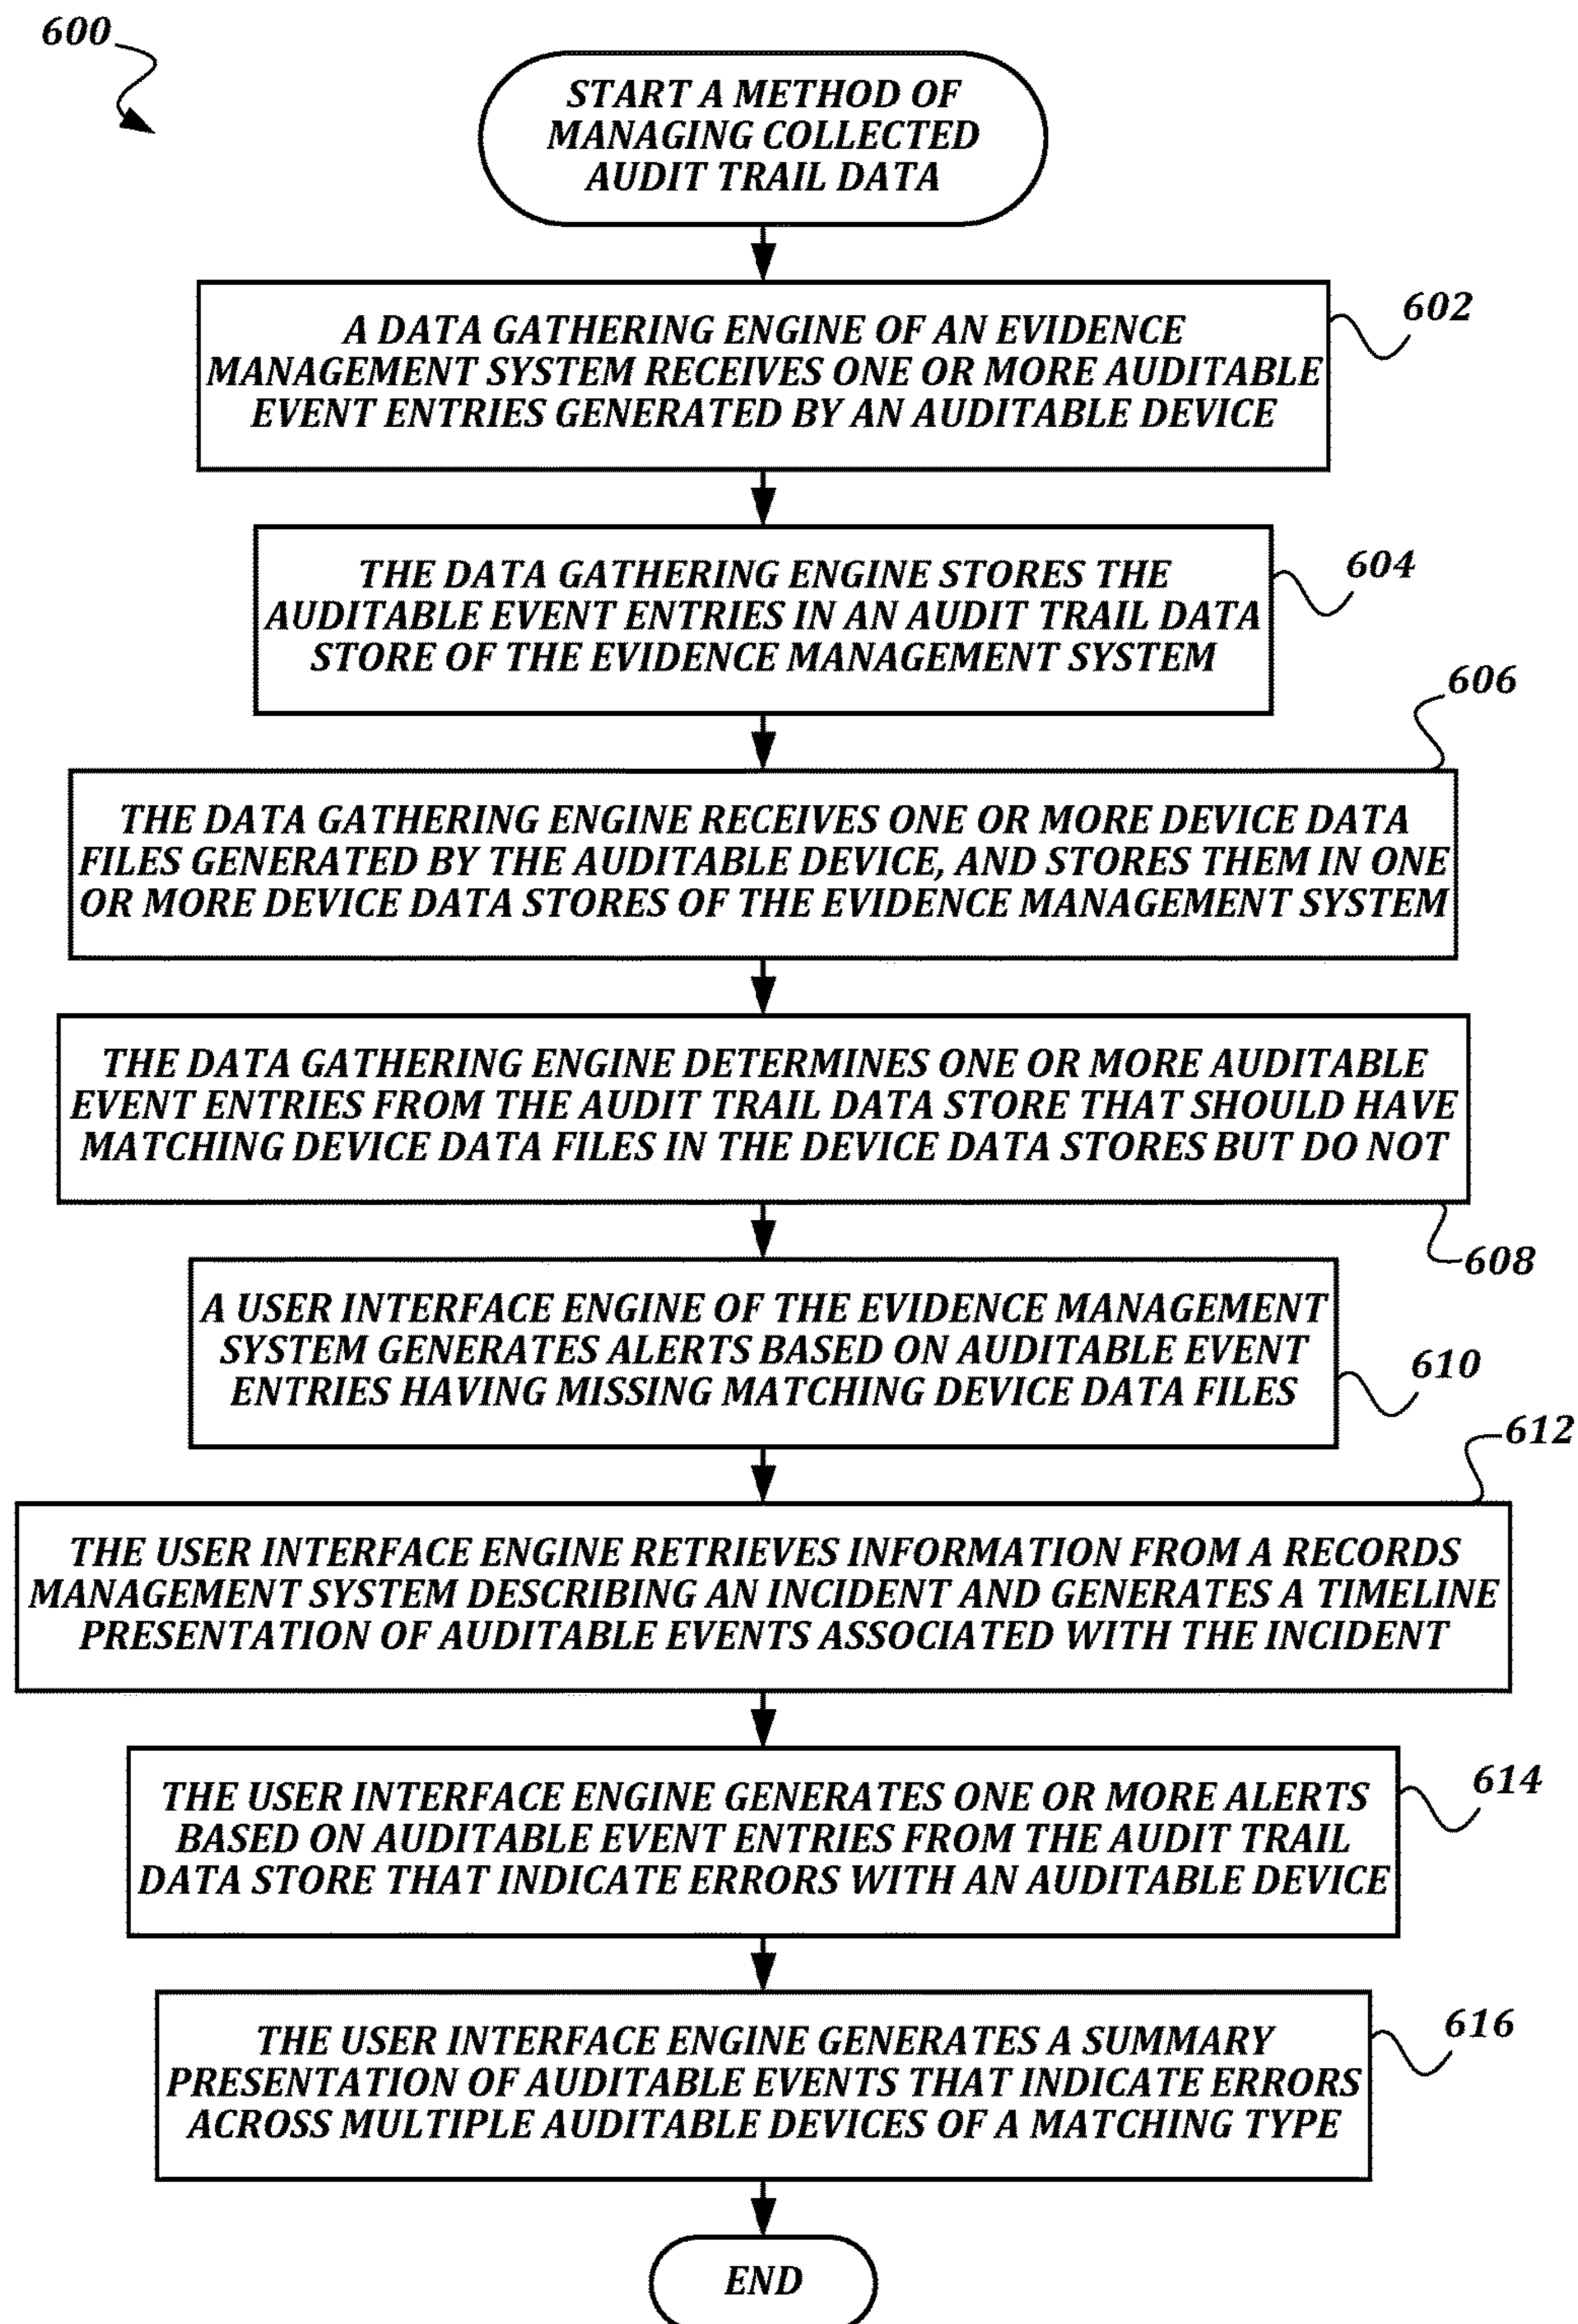 600
START A METHOD OF
MANAGING COLLECTED
AUDIT TRAIL DATA
602
A DATA GATHERING ENGINE OF AN EVIDENCE
MANAGEMENT SYSTEM RECEIVES ONE OR MORE AUDITABLE
EVENT ENTRIES GENERATED BY AN AUDITABLE DEVICE
604
THE DATA GATHERING ENGINE STORES THE
AUDITABLE EVENT ENTRIES IN AN AUDIT TRAIL DATA
STORE OF THE EVIDENCE MANAGEMENT SYSTEM
606
THE DATA GATHERING ENGINE RECEIVES ONE OR MORE DEVICE DATA
FILES GENERATED BY THE AUDITABLE DEVICE, AND STORES THEM IN ONE
OR MORE DEVICE DATA STORES OF THE EVIDENCE MANAGEMENT SYSTEM
THE DATA GATHERING ENGINE DETERMINES ONE OR MORE AUDITABLE
EVENT ENTRIES FROM THE AUDIT TRAIL DATA STORE THAT SHOULD HAVE
MATCHING DEVICE DATA FILES IN THE DEVICE DATA STORES BUT DO NOT
608
A USER INTERFACE ENGINE OF THE EVIDENCE MANAGEMENT
SYSTEM GENERATES ALERTS BASED ON AUDITABLE EVENT
ENTRIES HAVING MISSING MATCHING DEVICE DATA FILES
610
612
THE USER INTERFACE ENGINE RETRIEVES INFORMATION FROM A RECORDS
MANAGEMENT SYSTEM DESCRIBING AN INCIDENT AND GENERATES A TIMELINE
PRESENTATION OF AUDITABLE EVENTS ASSOCIATED WITH THE INCIDENT
614
THE USER INTERFACE ENGINE GENERATES ONE OR MORE ALERTS
BASED ON AUDITABLE EVENT ENTRIES FROM THE AUDIT TRAIL
DATA STORE THAT INDICATE ERRORS WITH AN AUDITABLE DEVICE
616
THE USER INTERFACE ENGINE GENERATES A SUMMARY
PRESENTATION OF AUDITABLE EVENTS THAT INDICATE ERRORS
ACROSS MULTIPLE AUDITABLE DEVICES OF A MATCHING TYPE
END